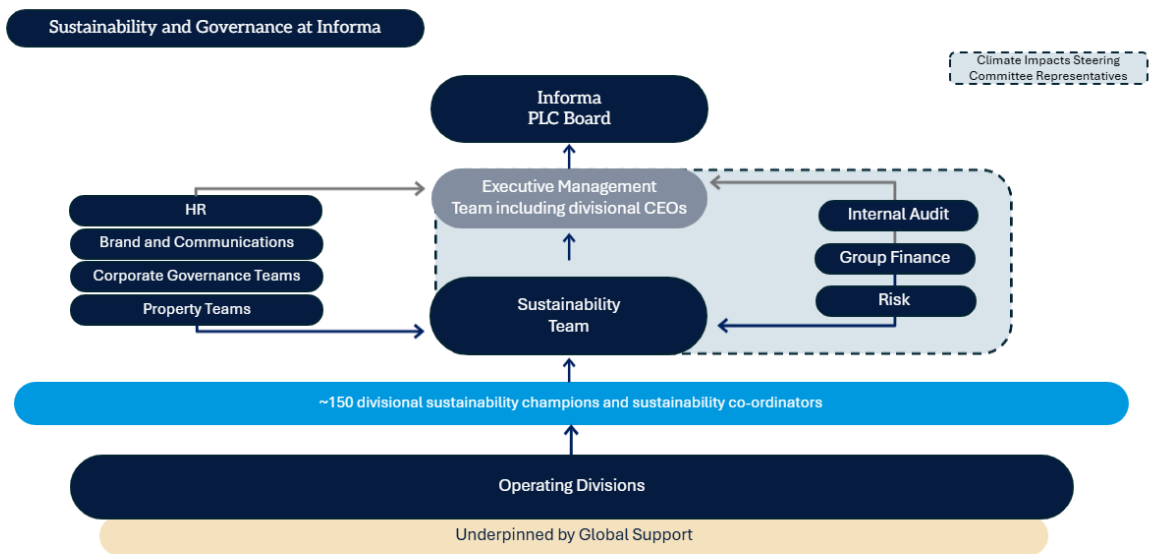 Sustainability and Governance at Informa
Climate Impacts Steering
Committee Representatives
Informa
PLC Board
Executive Management
Team including divisional CEOs
HR
Brand and Communications
Corporate Governance Teams
Property Teams
Internal Audit
Group Finance
Risk
Sustainability
Team
~150 divisional sustainability champions and sustainability co-ordinators
Operating Divisions
Underpinned by Global Support